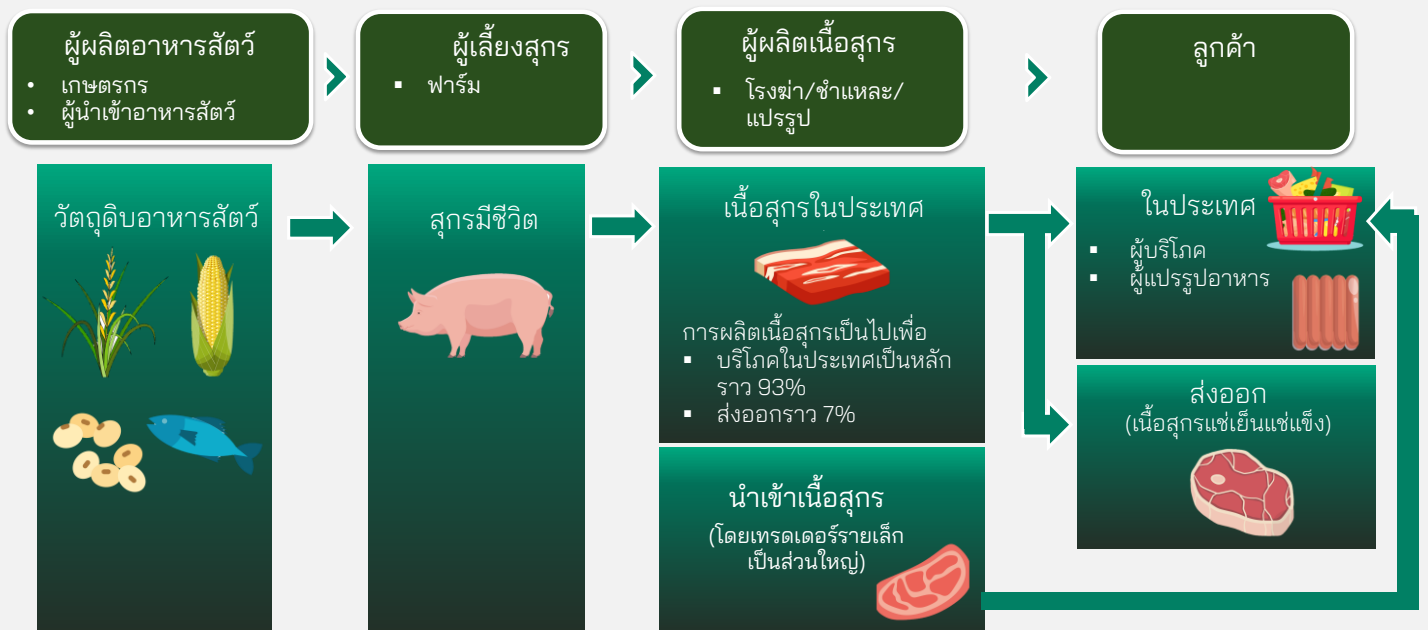 ผู้ผลิตอาหารสัตว์
• เกษตรกร
• ผู้นำเข้าอาหารสัตว์
ผู้เลี้ยงสุกร
▪ ฟาร์ม
ผู้ผลิตเนื้อสุกร
▪ โรงฆ่า/ชำแหละ/
แปรรูป
ลูกค้า
วัตถุดิบอาหารสัตว์
สุกรมีชีวิต
เนื้อสุกรในประเทศ
การผลิตเนื้อสุกรเป็นไปเพื่อ
▪ บริโภคในประเทศเป็นหลัก
ราว 93%
▪ ส่งออกราว 7%
นำเข้าเนื้อสุกร
(โดยเทรดเดอร์รายเล็ก
เป็นส่วนใหญ่)
ในประเทศ
▪ ผู้บริโภค
▪ ผู้แปรรูปอาหาร
ส่งออก
(เนื้อสุกรแช่เย็นแช่แข็ง)